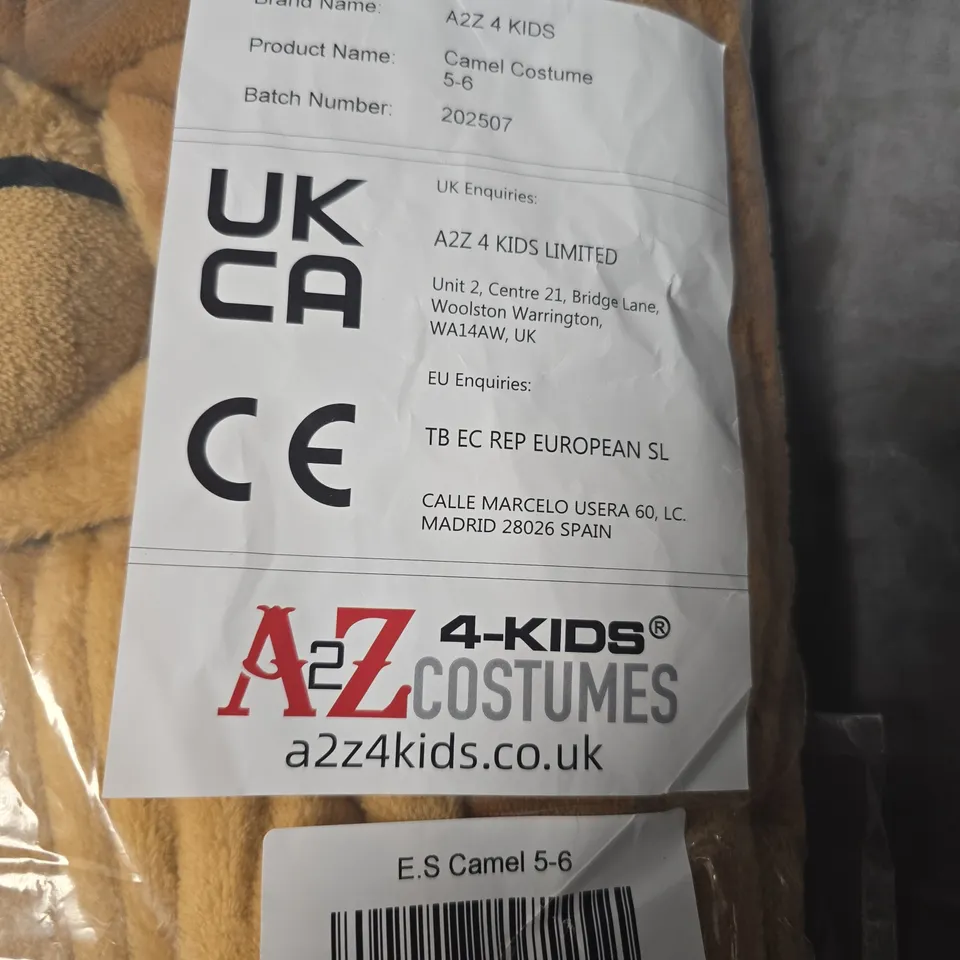 Brand Name: A2Z 4 KIDS
Product Name: Camel Costume
5-6
Batch Number: 202507
UK
CA
UK Enquiries:
A2Z 4 KIDS LIMITED
Unit 2, Centre 21, Bridge Lane,
Woolston Warrington,
WA14AW, UK
CE
EU Enquiries:
TB EC REP EUROPEAN SL
CALLE MARCELO USERA 60, LC.
MADRID 28026 SPAIN
A2Z 4-KIDS®
COSTUMES
a2z4kids.co.uk
E.S Camel 5-6